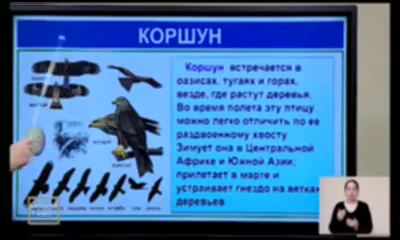 КОРШУН
Коршун встречается в
оазисах, тугаях и горах,
везде, где растут деревья.
Во время полета эту птицу
можно легко отличить по ее
раздвоенному хвосту.
Зимует она в Центральной
Африке и Южной Азии;
прилетает в марте и
устраивает гнездо на ветках
деревьев.